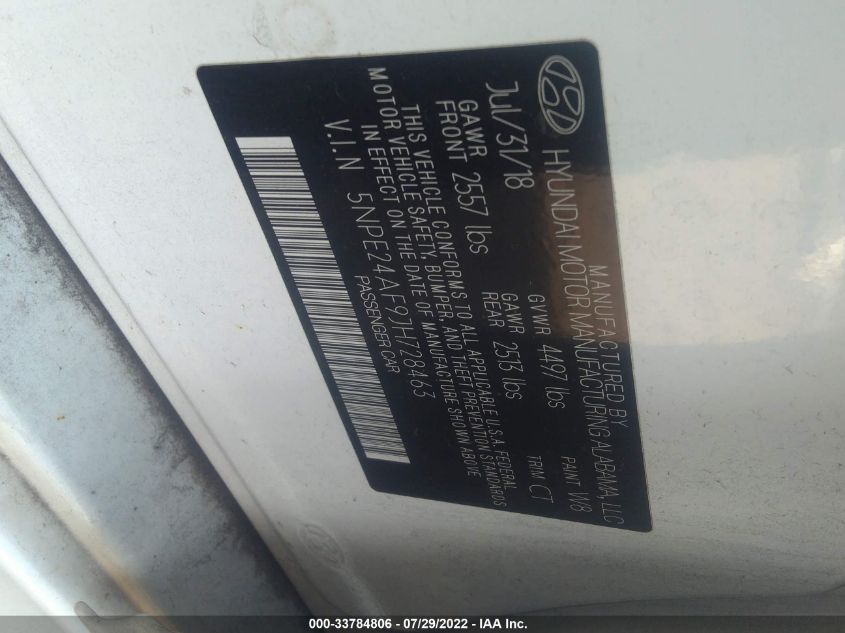 HYUNDAI MOTOR MANUFACTURING ALABAMA, LLC
MANUFACTURED BY
Jul/31/18
GVWR 4497 lbs
PAINT W8
GAWR FRONT 2557 lbs
GAWR REAR 2513 lbs
TRIM CT
THIS VEHICLE CONFORMS TO ALL APPLICABLE U.S.A. FEDERAL
MOTOR VEHICLE SAFETY, BUMPER, AND THEFT PREVENTION STANDARDS
IN EFFECT ON THE DATE OF MANUFACTURE SHOWN ABOVE.
V.I.N 5NPE24AF9JH728463
PASSENGER CAR
000-33784806 - 07/29/2022 - IAA Inc.